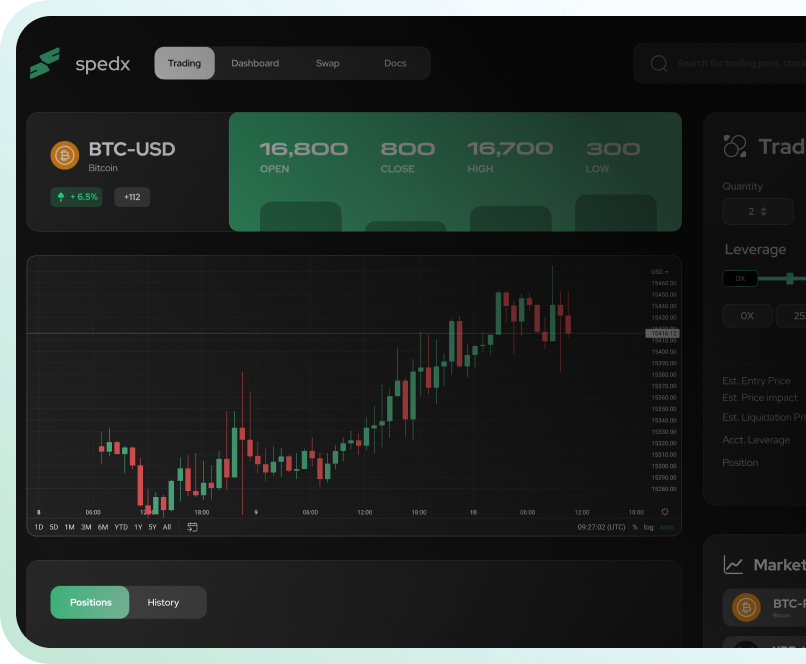 spedx
Trading Dashboard Swap Docs
Search for trading pairs, stock
BTC-USD
Bitcoin
+ 6.5% +112
16,800 800 16,700 300
OPEN CLOSE HIGH LOW
Trad
Quantity
2
Leverage
0X
0X 25
Est. Entry Price
Est. Price impact
Est. Liquidation Pri
Acct. Leverage
Position
USD
15460.00
15450.00
15440.00
15430.00
15416.12
15410.00
15400.00
15390.00
15380.00
15370.00
15360.00
15350.00
15340.00
15330.00
15320.00
15310.00
15300.00
15290.00
15280.00
8 06:00 12:00 18:00 9 06:00 12:00 18:00 10 06:00 12:00 18:00
1D 5D 1M 3M 6M YTD 1Y 5Y All 09:27:02 (UTC) % log auto
Positions History
Market
BTC-P
Bitcoin